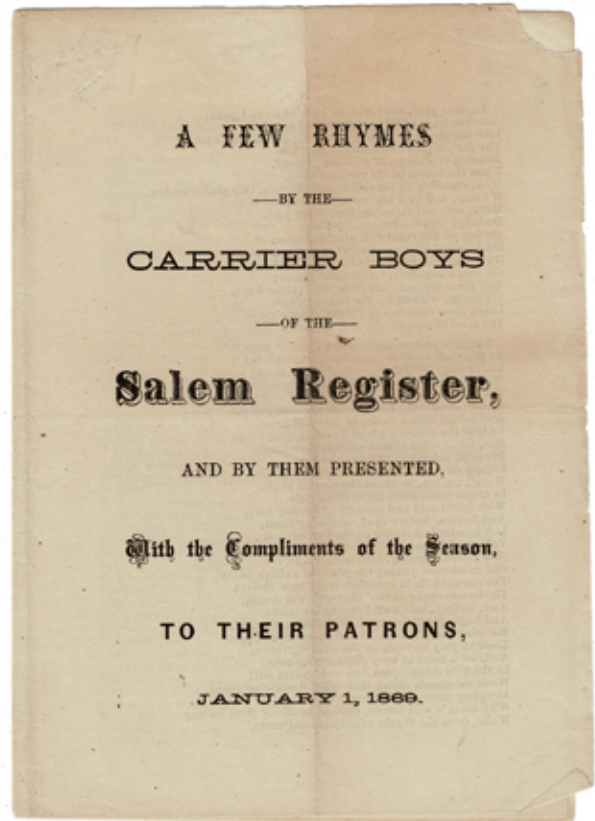 A FEW RHYMES
—BY THE—
CARRIER BOYS
—OF THE—
Salem Register,
AND BY THEM PRESENTED,
With the Compliments of the Season,
TO THEIR PATRONS,
JANUARY 1, 1869.